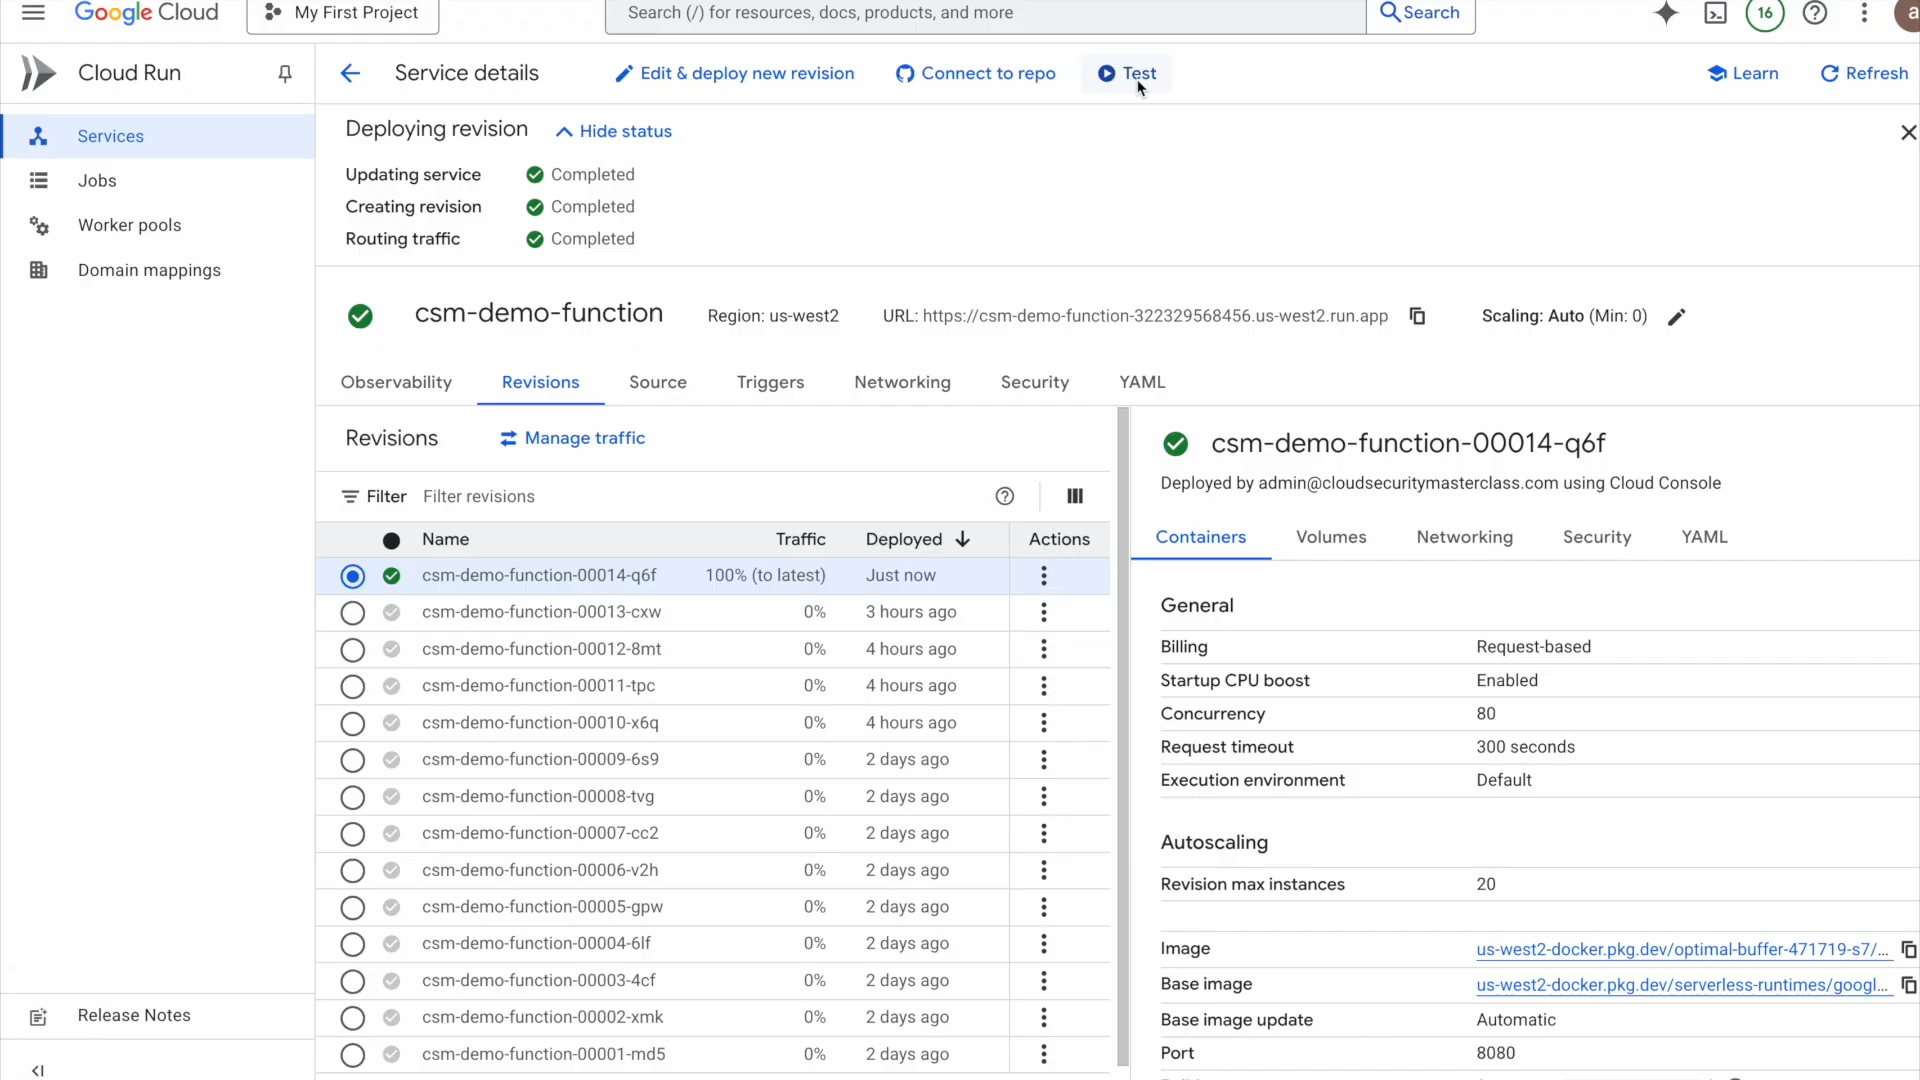 Google Cloud
My First Project
Search (/) for resources, docs, products, and more
Search
16
a
Cloud Run
Service details
Edit & deploy new revision
Connect to repo
Test
Learn
Refresh
Services
Jobs
Worker pools
Domain mappings
Deploying revision
Hide status
Updating service Completed
Creating revision Completed
Routing traffic Completed
csm-demo-function
Region: us-west2
URL: https://csm-demo-function-322329568456.us-west2.run.app
Scaling: Auto (Min: 0)
Observability Revisions Source Triggers Networking Security YAML
Revisions
Manage traffic
Filter Filter revisions
Name Traffic Deployed Actions
csm-demo-function-00014-q6f 100% (to latest) Just now
csm-demo-function-00013-cxw 0% 3 hours ago
csm-demo-function-00012-8mt 0% 4 hours ago
csm-demo-function-00011-tpc 0% 4 hours ago
csm-demo-function-00010-x6q 0% 4 hours ago
csm-demo-function-00009-6s9 0% 2 days ago
csm-demo-function-00008-tvg 0% 2 days ago
csm-demo-function-00007-cc2 0% 2 days ago
csm-demo-function-00006-v2h 0% 2 days ago
csm-demo-function-00005-gpw 0% 2 days ago
csm-demo-function-00004-6lf 0% 2 days ago
csm-demo-function-00003-4cf 0% 2 days ago
csm-demo-function-00002-xmk 0% 2 days ago
csm-demo-function-00001-md5 0% 2 days ago
csm-demo-function-00014-q6f
Deployed by admin@cloudsecuritymasterclass.com using Cloud Console
Containers Volumes Networking Security YAML
General
Billing Request-based
Startup CPU boost Enabled
Concurrency 80
Request timeout 300 seconds
Execution environment Default
Autoscaling
Revision max instances 20
Image us-west2-docker.pkg.dev/optimal-buffer-471719-s7/...
Base image us-west2-docker.pkg.dev/serverless-runtimes/googl...
Base image update Automatic
Port 8080
Release Notes